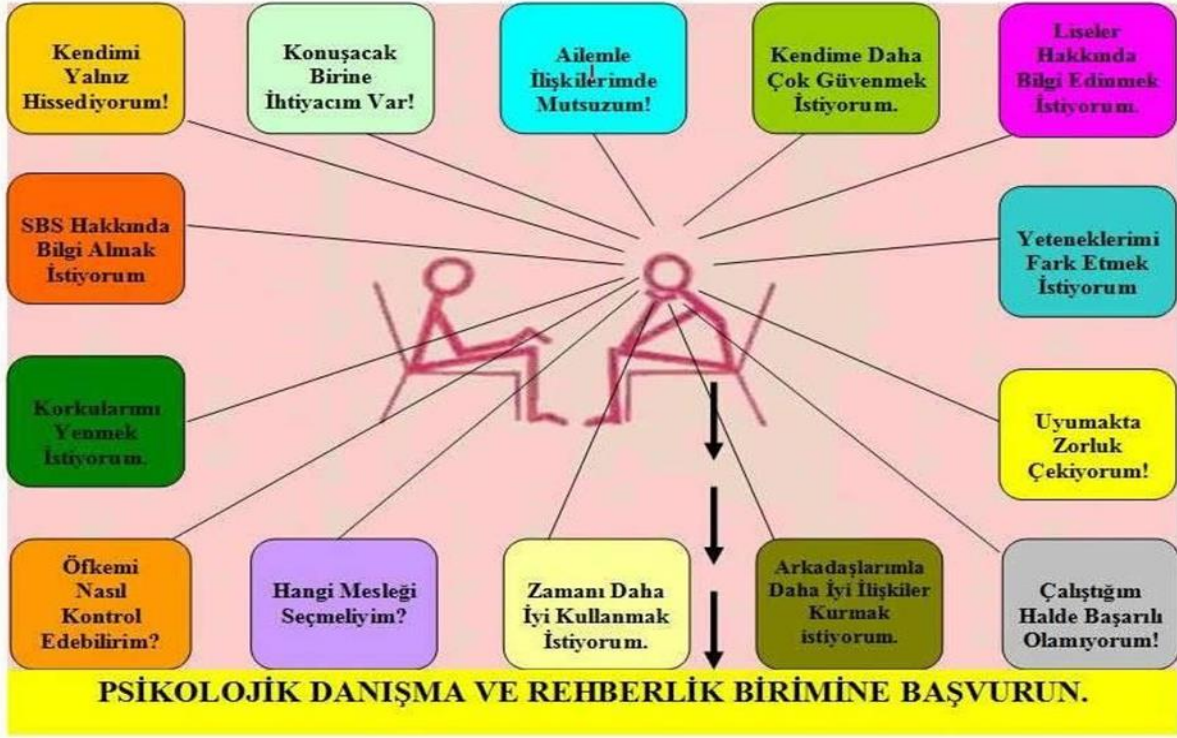 Kendimi
Yalnız
Hissediyorum!
Konuşacak
Birine
İhtiyacım Var!
Ailemle
İlişkilerimde
Mutsuzum!
Kendime Daha
Çok Güvenmek
İstiyorum.
Liseler
Hakkında
Bilgi Edinmek
İstiyorum.
SBS Hakkında
Bilgi Almak
İstiyorum
Yeteneklerimi
Fark Etmek
İstiyorum
Korkularımı
Yenmek
İstiyorum.
Uyumakta
Zorluk
Çekiyorum!
Öfkemi
Nasıl
Kontrol
Edebilirim?
Hangi Mesleği
Seçmeliyim?
Zamanı Daha
İyi Kullanmak
İstiyorum.
Arkadaşlarımla
Daha İyi İlişkiler
Kurmak
istiyorum.
Çalıştığım
Halde Başarılı
Olamıyorum!
PSİKOLOJİK DANIŞMA VE REHBERLİK BİRİMİNE BAŞVURUN.